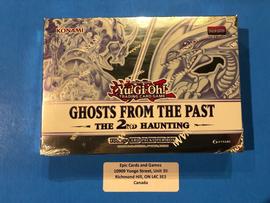 KONAMI
Yu-Gi-Oh!
TRADING CARD GAME
GHOSTS FROM THE PAST
THE 2ND HAUNTING
Epic Cards and Games
10909 Yonge Street, Unit 33
Richmond Hill, ON L4C 3E3
Canada